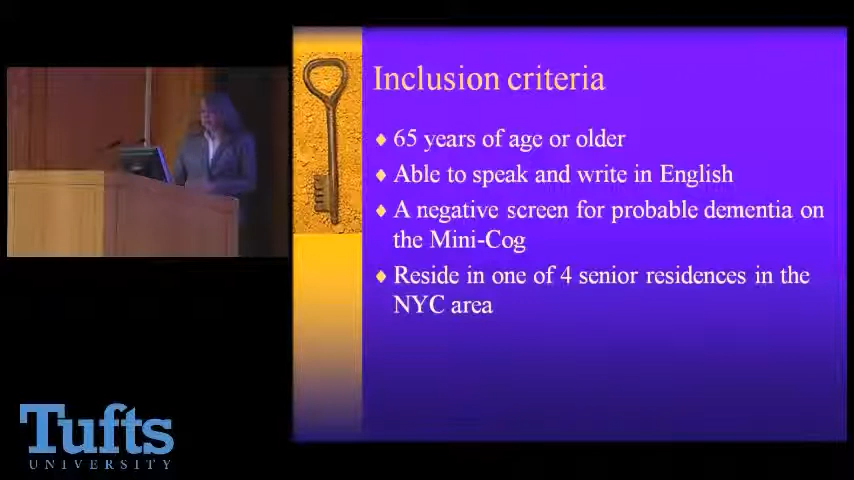 Inclusion criteria
65 years of age or older
Able to speak and write in English
A negative screen for probable dementia on
the Mini-Cog
Reside in one of 4 senior residences in the
NYC area
Tufts
UNIVERSITY